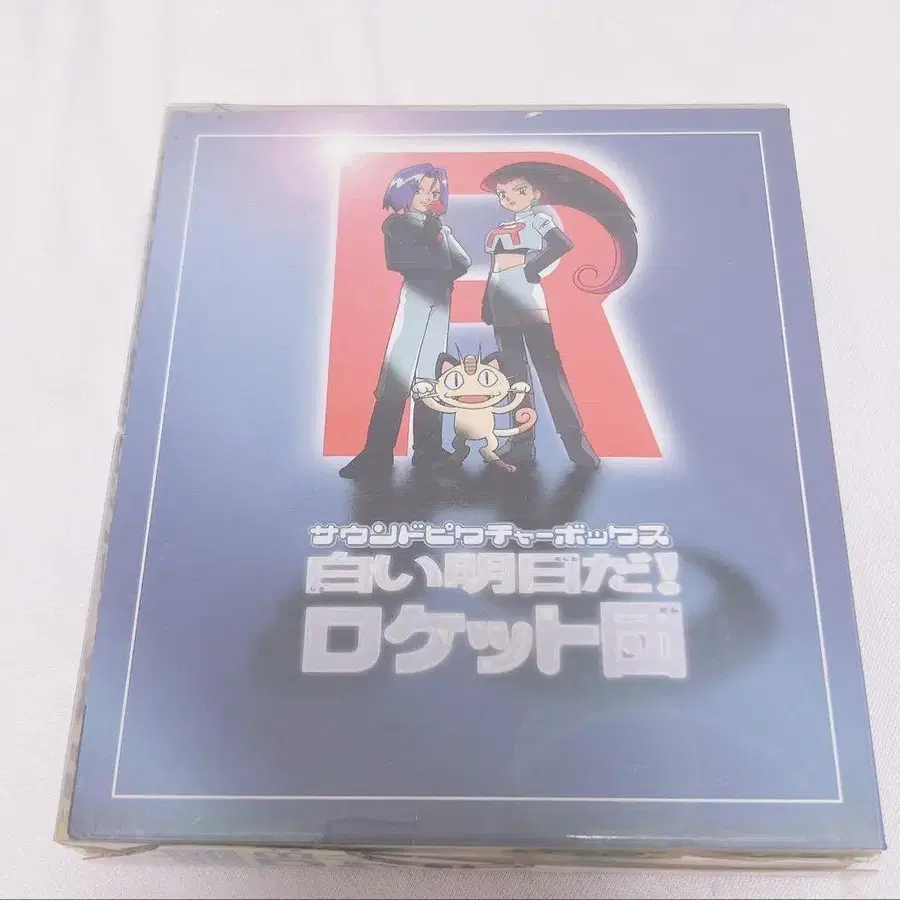 R
サウンドピクチャーボックス
白い明日だ!
ロケット団